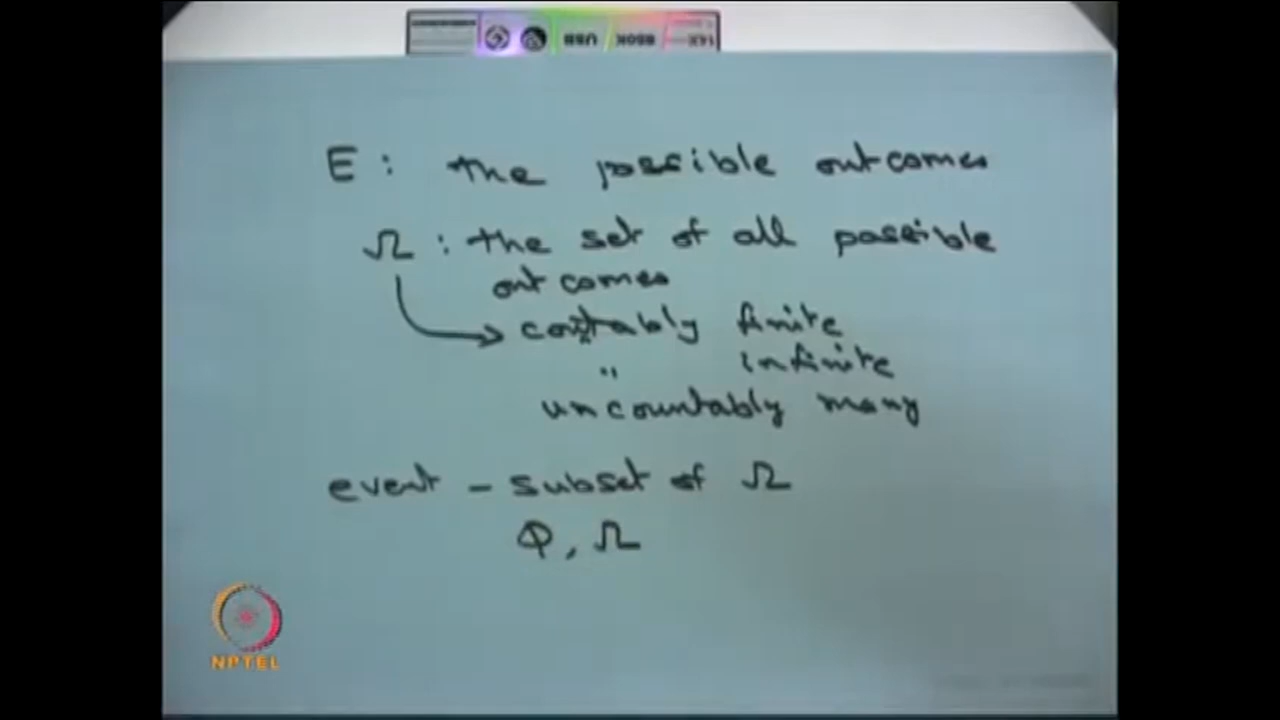 E : the possible outcomes
Ω : the set of all possible
outcomes
countably finite
" infinite
uncountably many
event – subset of Ω
Φ, Ω
NPTEL